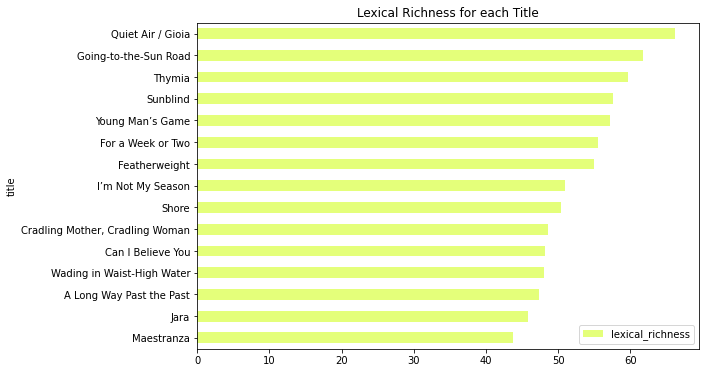 Lexical Richness for each Title
title
Quiet Air / Gioia
Going-to-the-Sun Road
Thymia
Sunblind
Young Man’s Game
For a Week or Two
Featherweight
I’m Not My Season
Shore
Cradling Mother, Cradling Woman
Can I Believe You
Wading in Waist-High Water
A Long Way Past the Past
Jara
Maestranza
lexical_richness
0 10 20 30 40 50 60